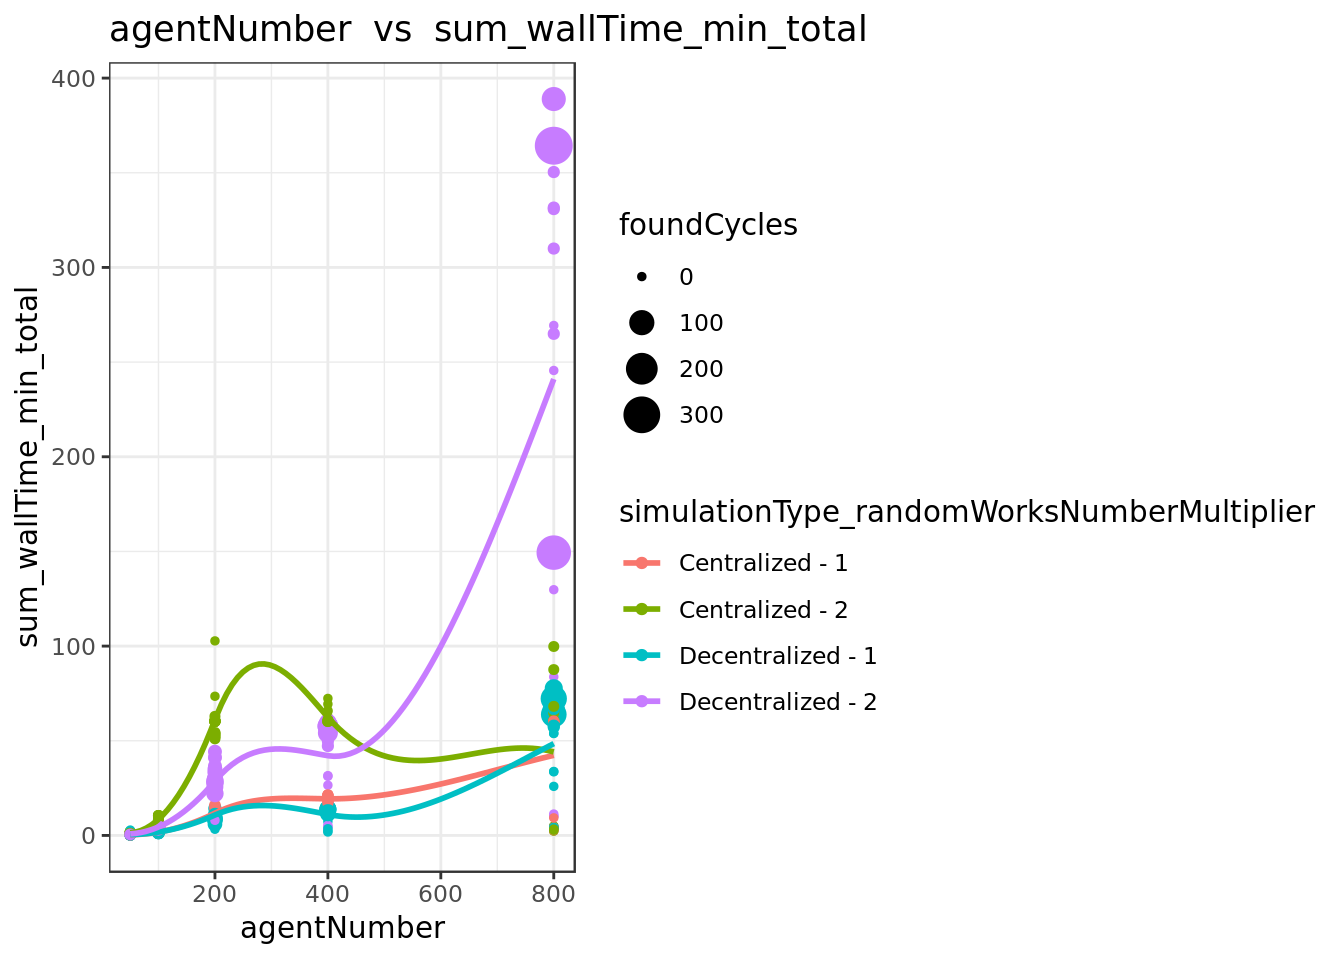 agentNumber  vs  sum_wallTime_min_total
400
300
200
100
0
sum_wallTime_min_total
200
400
600
800
agentNumber
foundCycles
0
100
200
300
simulationType_randomWorksNumberMultiplier
Centralized - 1
Centralized - 2
Decentralized - 1
Decentralized - 2